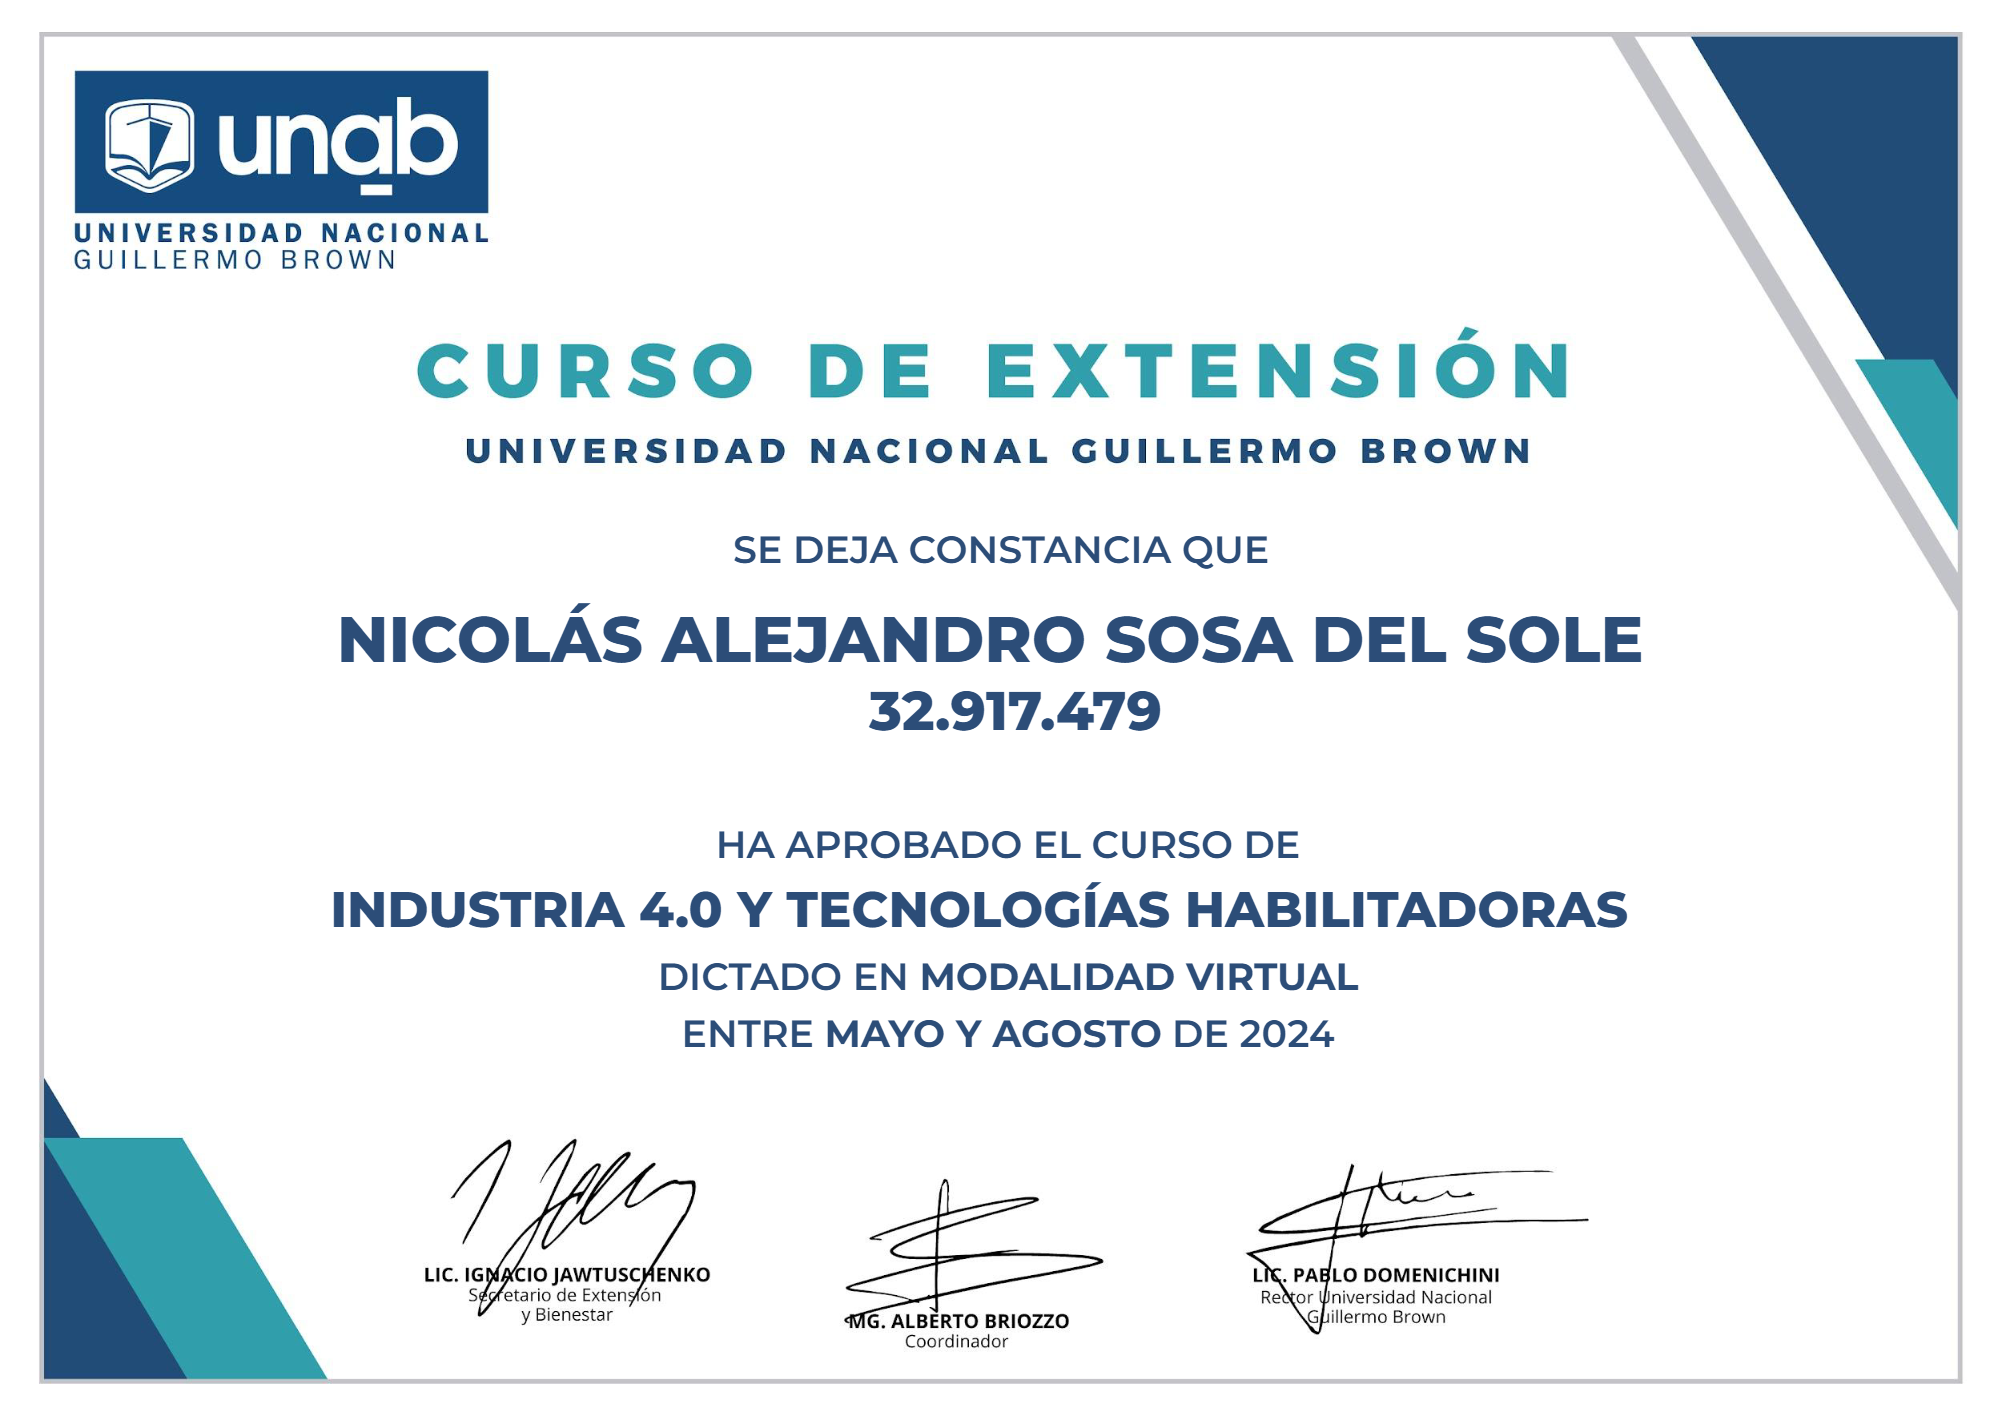 unab
UNIVERSIDAD NACIONAL
GUILLERMO BROWN
CURSO DE EXTENSIÓN
UNIVERSIDAD NACIONAL GUILLERMO BROWN
SE DEJA CONSTANCIA QUE
NICOLÁS ALEJANDRO SOSA DEL SOLE
32.917.479
HA APROBADO EL CURSO DE
INDUSTRIA 4.0 Y TECNOLOGÍAS HABILITADORAS
DICTADO EN MODALIDAD VIRTUAL
ENTRE MAYO Y AGOSTO DE 2024
LIC. IGNACIO JAWTUSCHENKO
Secretario de Extensión
y Bienestar
MG. ALBERTO BRIOZZO
Coordinador
LIC. PABLO DOMENICHINI
Rector Universidad Nacional
Guillermo Brown